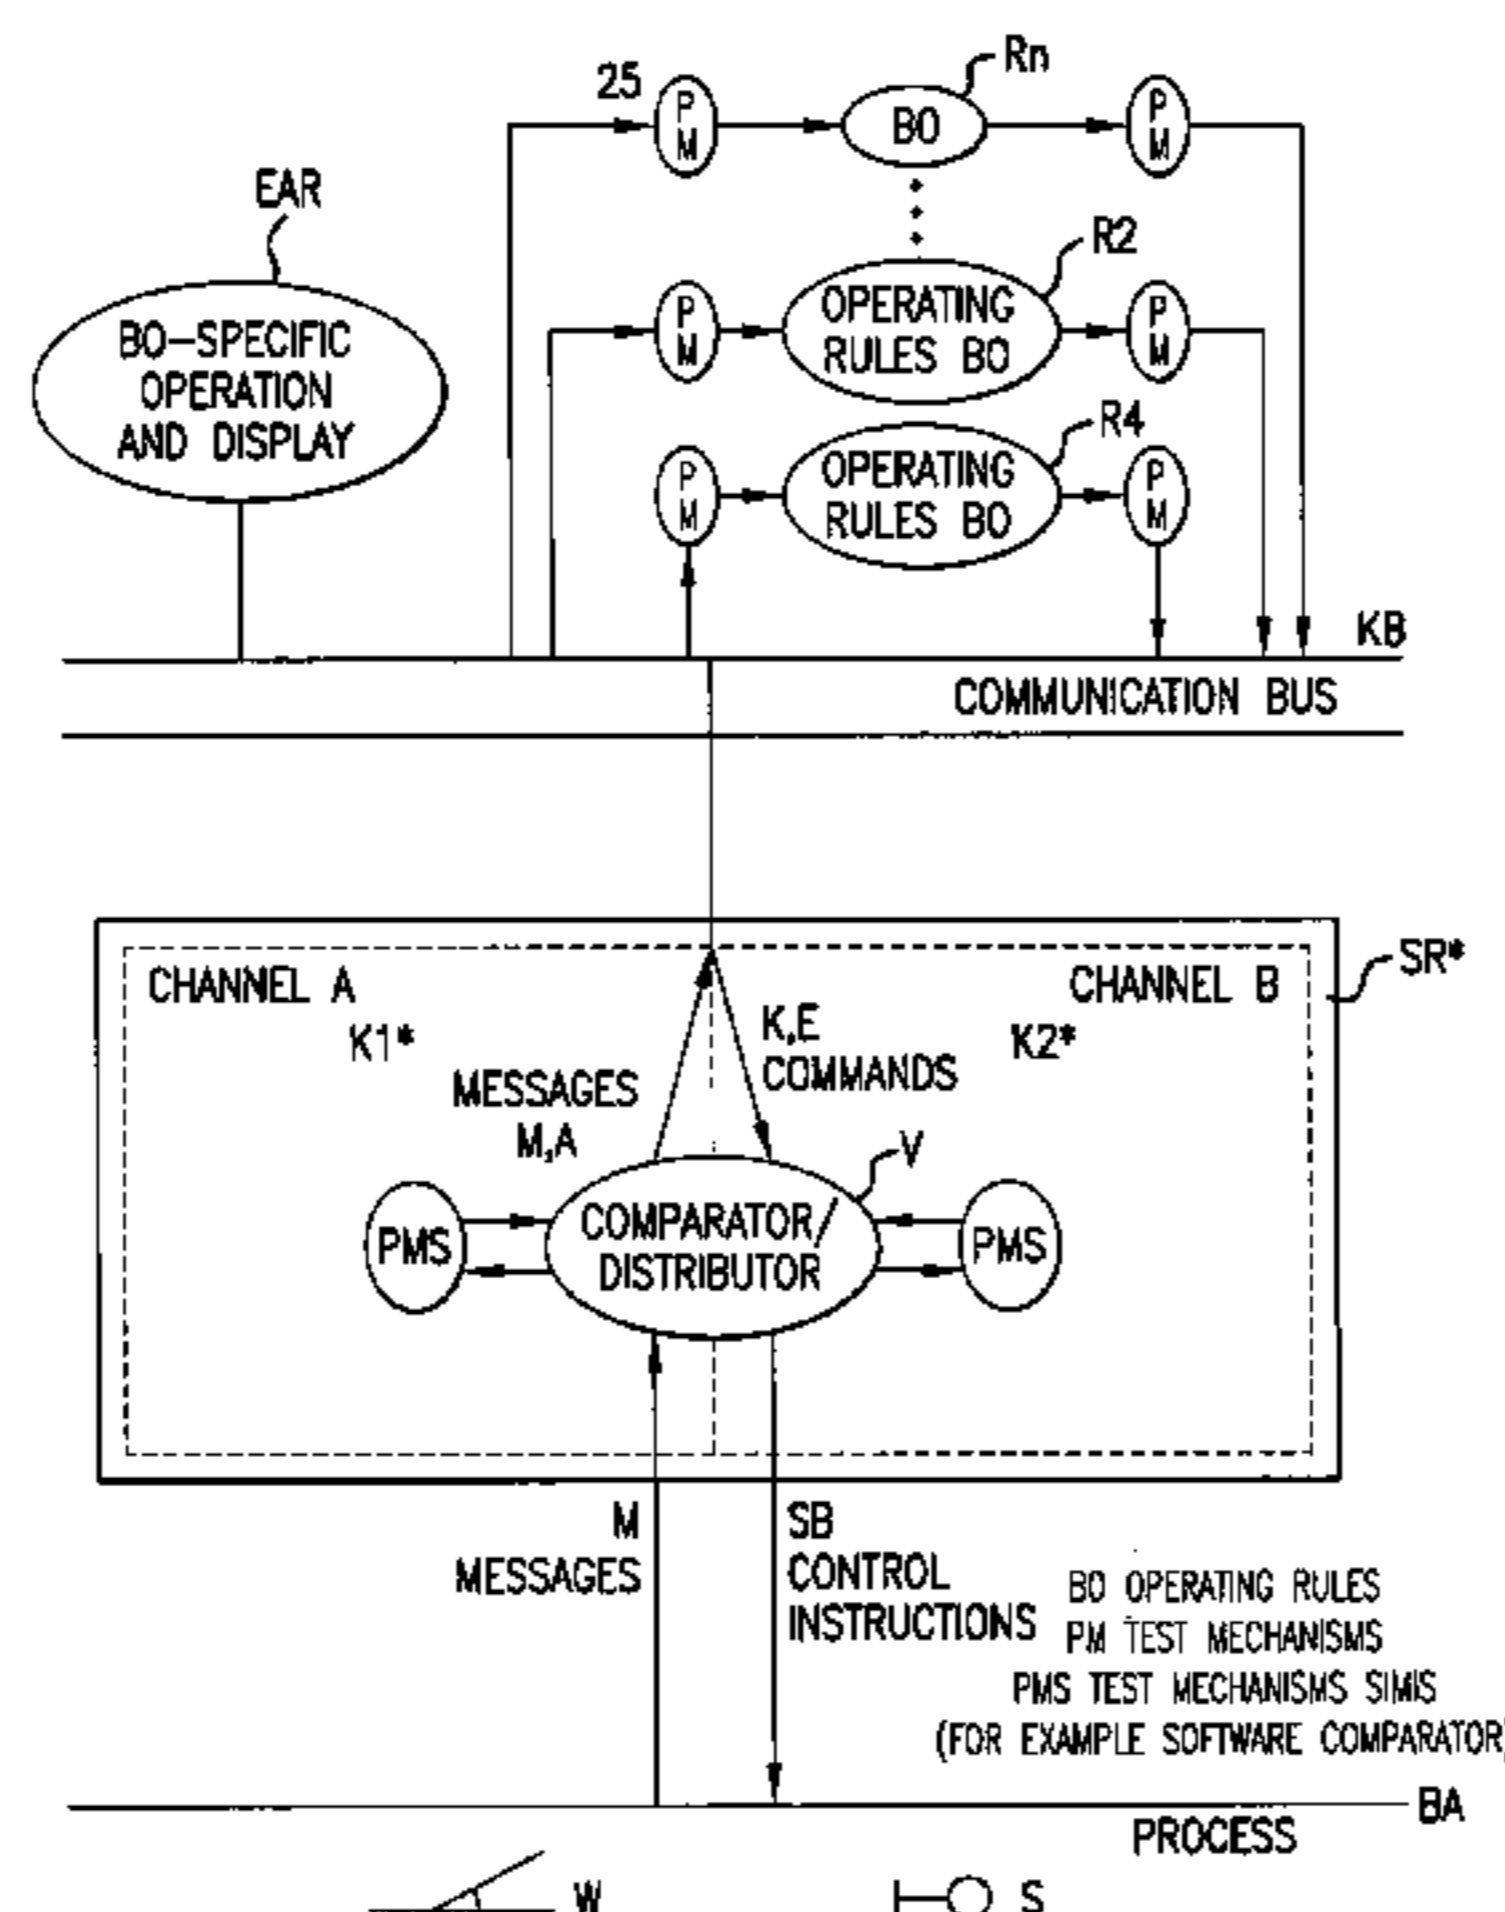 Rn
25
P
M
BO
P
M
EAR
R2
P
M
OPERATING
RULES BO
P
M
BO-SPECIFIC
OPERATION
AND DISPLAY
R4
P
M
OPERATING
RULES BO
P
M
KB
COMMUNICATION BUS
SR*
CHANNEL A
CHANNEL B
K1*
K2*
K,E
COMMANDS
MESSAGES
M,A
V
PMS
COMPARATOR/
DISTRIBUTOR
PMS
M
MESSAGES
SB
CONTROL
INSTRUCTIONS
BO OPERATING RULES
PM TEST MECHANISMS
PMS TEST MECHANISMS SIMIS
(FOR EXAMPLE SOFTWARE COMPARATOR)
BA
PROCESS
W
S